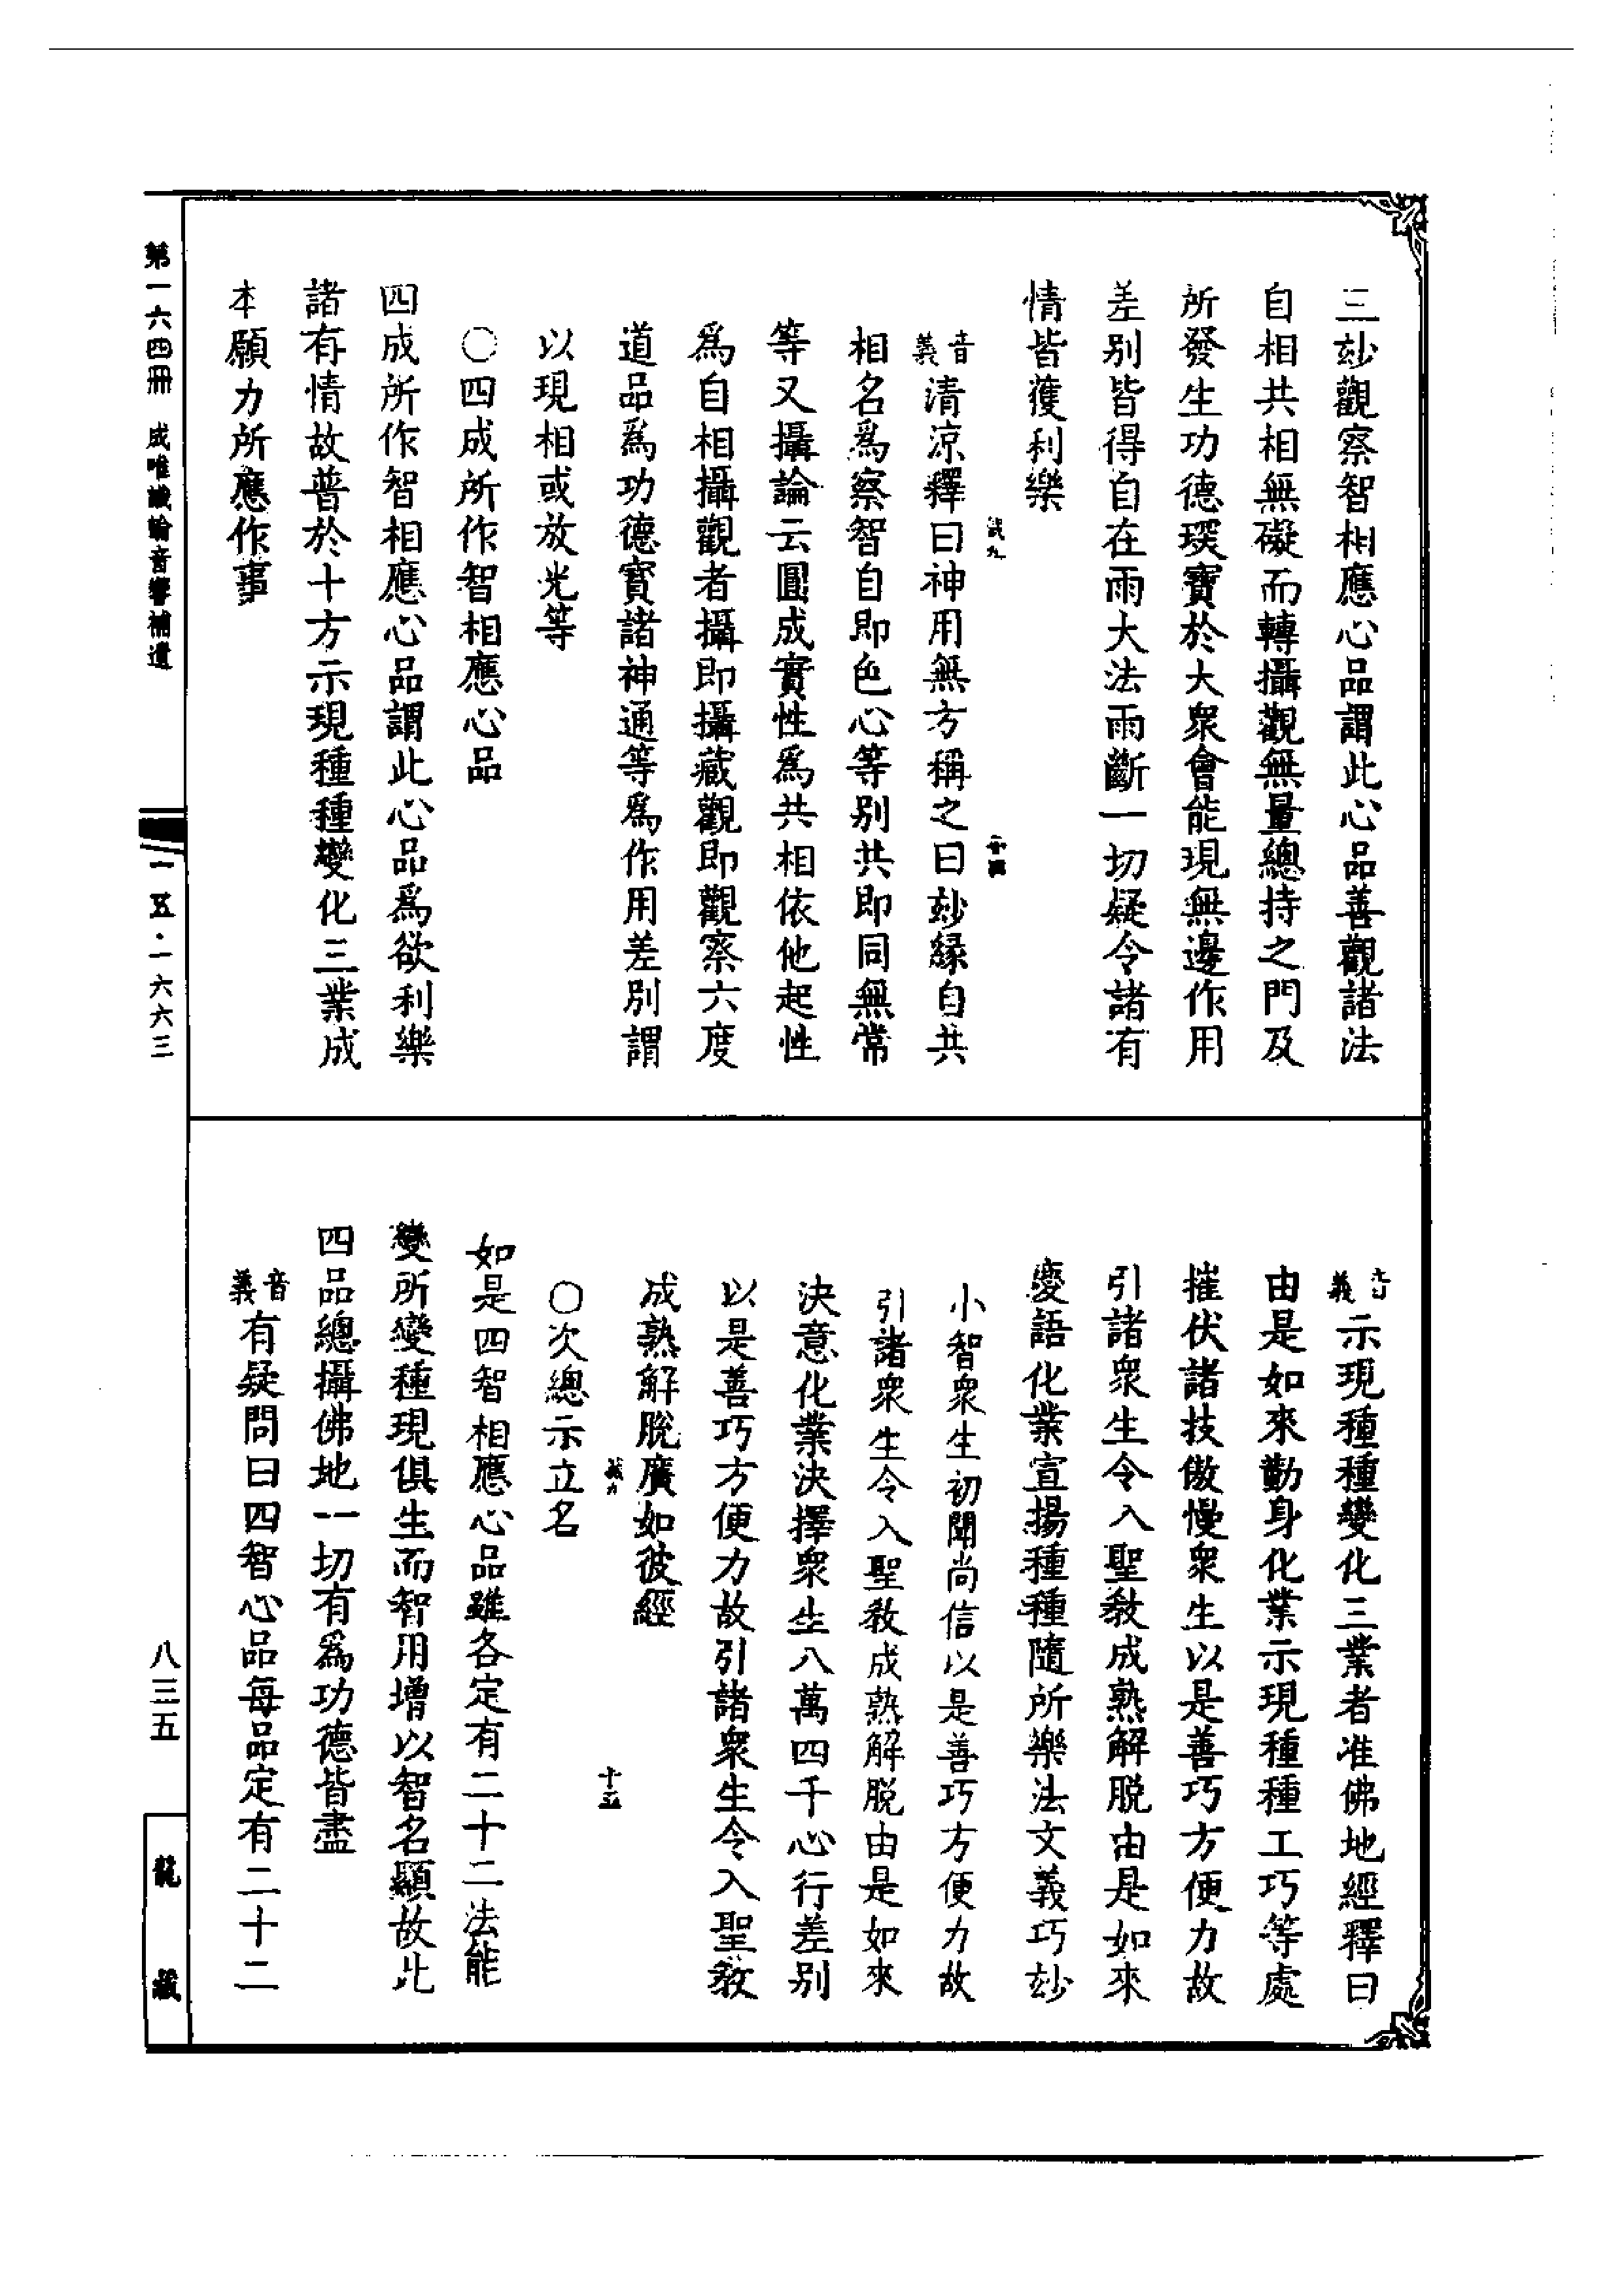 三玅觀察智相應心品謂此心品善觀諸法
自相共相無礙而轉攝觀無量總持之門及
所發生功德珍寶於大衆會能現無邊作用
差別皆得自在雨大法雨斷一切疑令諸有
情皆獲利樂
音義清凉釋曰神用無方稱之曰玅緣自共
相名爲察智自即色心等别共即同無常
等又攝論云圓成實性爲共相依他起性
爲自相攝觀者攝即攝藏觀即觀察六度
道品爲功德寶諸神通等爲作用差別謂
以現相或放光等
○四成所作智相應心品
四成所作智相應心品謂此心品爲欲利樂
諸有情故普於十方示現種種變化三業成
本願力所應作事
音義示現種種變化三業者准佛地經釋曰
由是如來勤身化業示現種種工巧等處
摧伏諸技傲慢衆生以是善巧方便力故
引諸衆生令入聖教成熟解脫由是如來
慶語化業宣揚種種隨所樂法文義巧玅
小智衆生初聞尚信以是善巧方便力故
引諸衆生令入聖教成熟解脫由是如來
決意化業決擇衆生八萬四千心行差别
以是善巧方便力故引諸衆生令入聖教
成熟解脫廣如彼經
○次總示立名
如是四智相應心品雖各定有二十二法能
變所變種現俱生而智用增以智名顯故此
四品總攝佛地一切有爲功德皆盡
音義有疑問曰四智心品每品定有二十二
第一六四冊 成唯識論音響補遺
一五·一六六三
八三五
龍藏